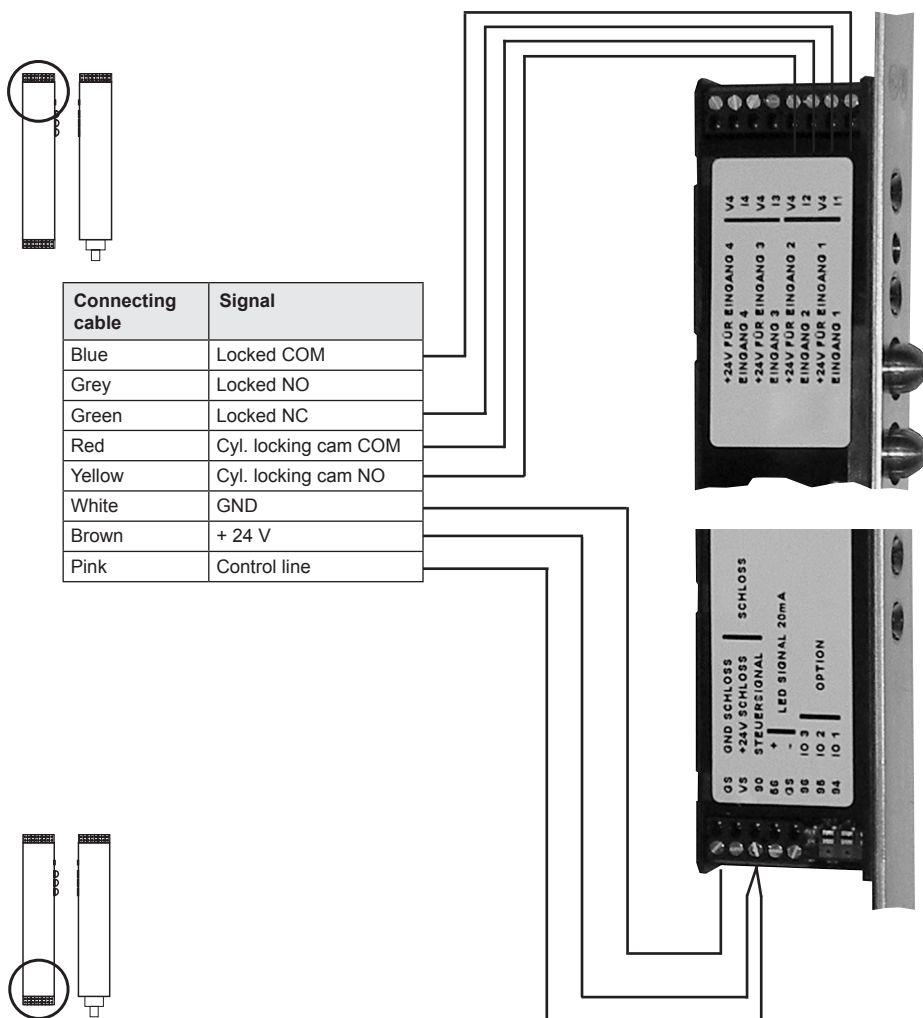 Connecting cable
Signal
Blue
Locked COM
Grey
Locked NO
Green
Locked NC
Red
Cyl. locking cam COM
Yellow
Cyl. locking cam NO
White
GND
Brown
+ 24 V
Pink
Control line
V4 +24V FÜR EINGANG 4
I4 EINGANG 4
V4 +24V FÜR EINGANG 3
I3 EINGANG 3
V4 +24V FÜR EINGANG 2
I2 EINGANG 2
V4 +24V FÜR EINGANG 1
I1 EINGANG 1
GS GND SCHLOSS
VS +24V SCHLOSS
90 STEUERSIGNAL
SCHLOSS
56 +
GS -
LED SIGNAL 20mA
96 IO 3
95 IO 2
94 IO 1
OPTION